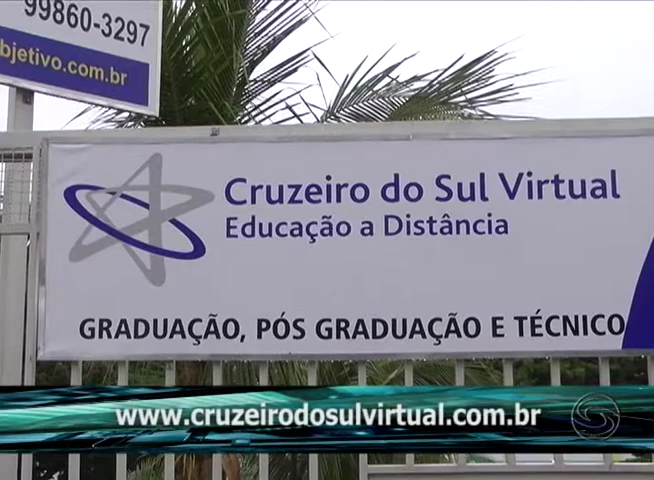 99860-3297
bjetivo.com.br
Cruzeiro do Sul Virtual
Educação a Distância
GRADUAÇÃO, PÓS GRADUAÇÃO E TÉCNICO
www.cruzeirodosulvirtual.com.br